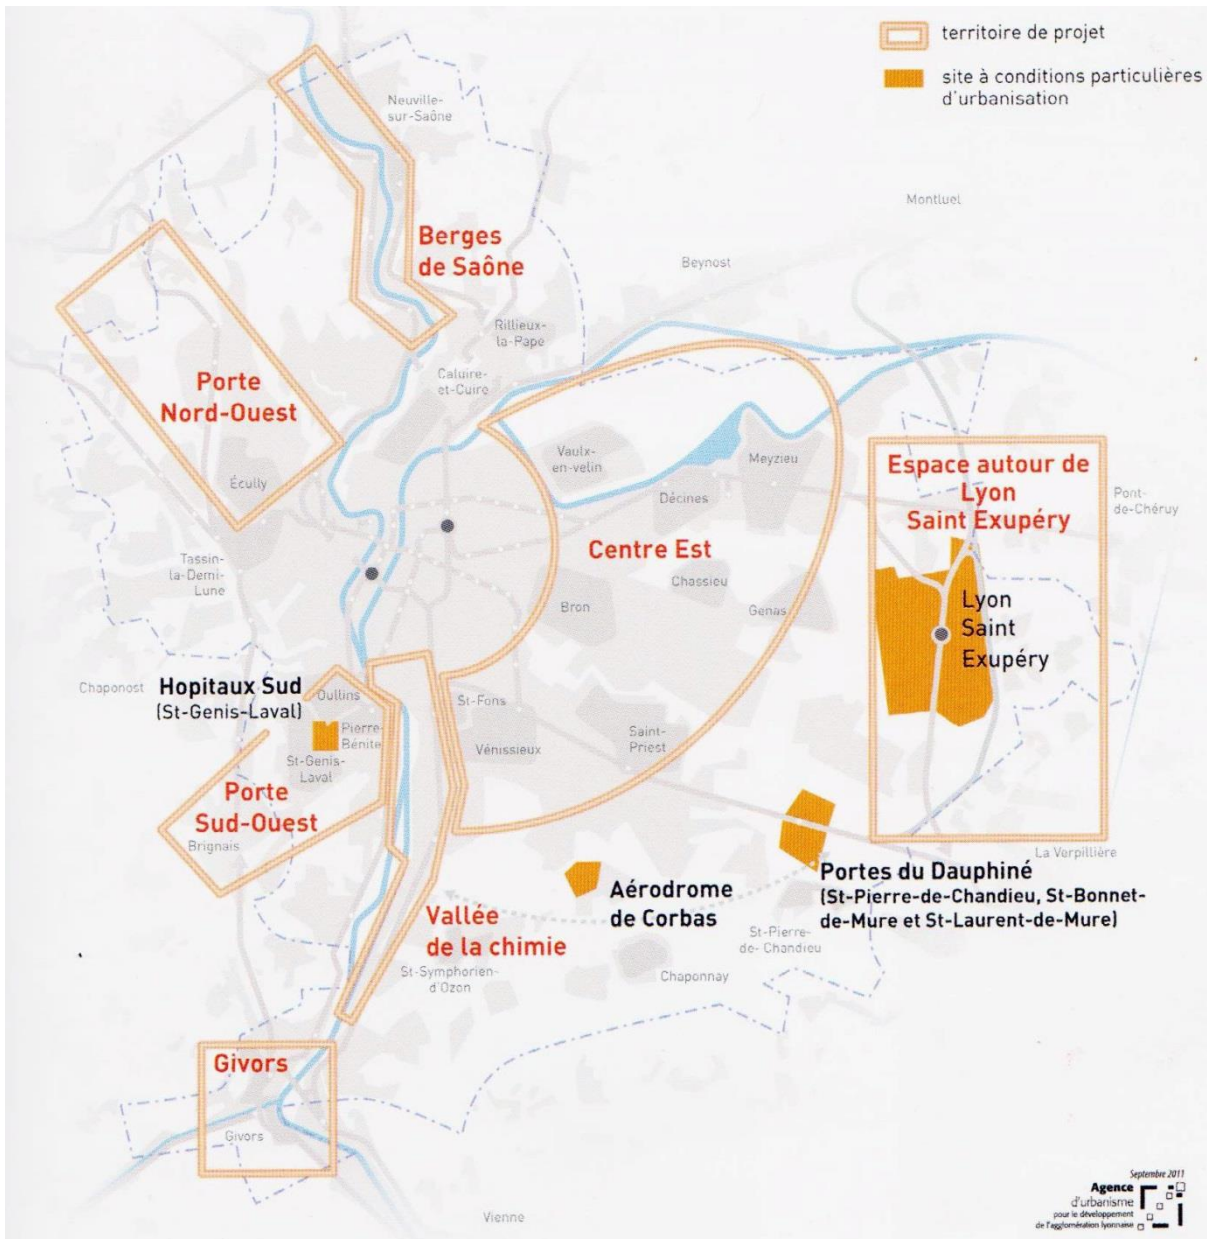 territoire de projet
site à conditions particulières
d'urbanisation
Neuville-
sur-Saône
Montluel
Berges
de Saône
Beynost
Rillieux-
la-Pape
Porte
Nord-Ouest
Caluire-
et-Cuire
Vaulx-
en-velin
Meyzieu
Écully
Décines
Espace autour de
Lyon
Saint Exupéry
Pont-
de-Chéruy
Centre Est
Tassin-
la-Demi-
Lune
Chassieu
Bron
Genas
Lyon
Saint
Exupéry
Chaponost
Hopitaux Sud
(St-Genis-Laval)
Oullins
Pierre-
Bénite
St-Genis-
Laval
St-Fons
Vénissieux
Saint-
Priest
Porte
Sud-Ouest
Brignais
La Verpillière
Portes du Dauphiné
(St-Pierre-de-Chandieu, St-Bonnet-
de-Mure et St-Laurent-de-Mure)
Aérodrome
de Corbas
Vallée
de la chimie
St-Pierre-
de- Chandieu
St-Symphorien-
d'Ozon
Chaponnay
Givors
Givors
Vienne
Septembre 2011
Agence
d'urbanisme
pour le développement
de l'agglomération lyonnaise